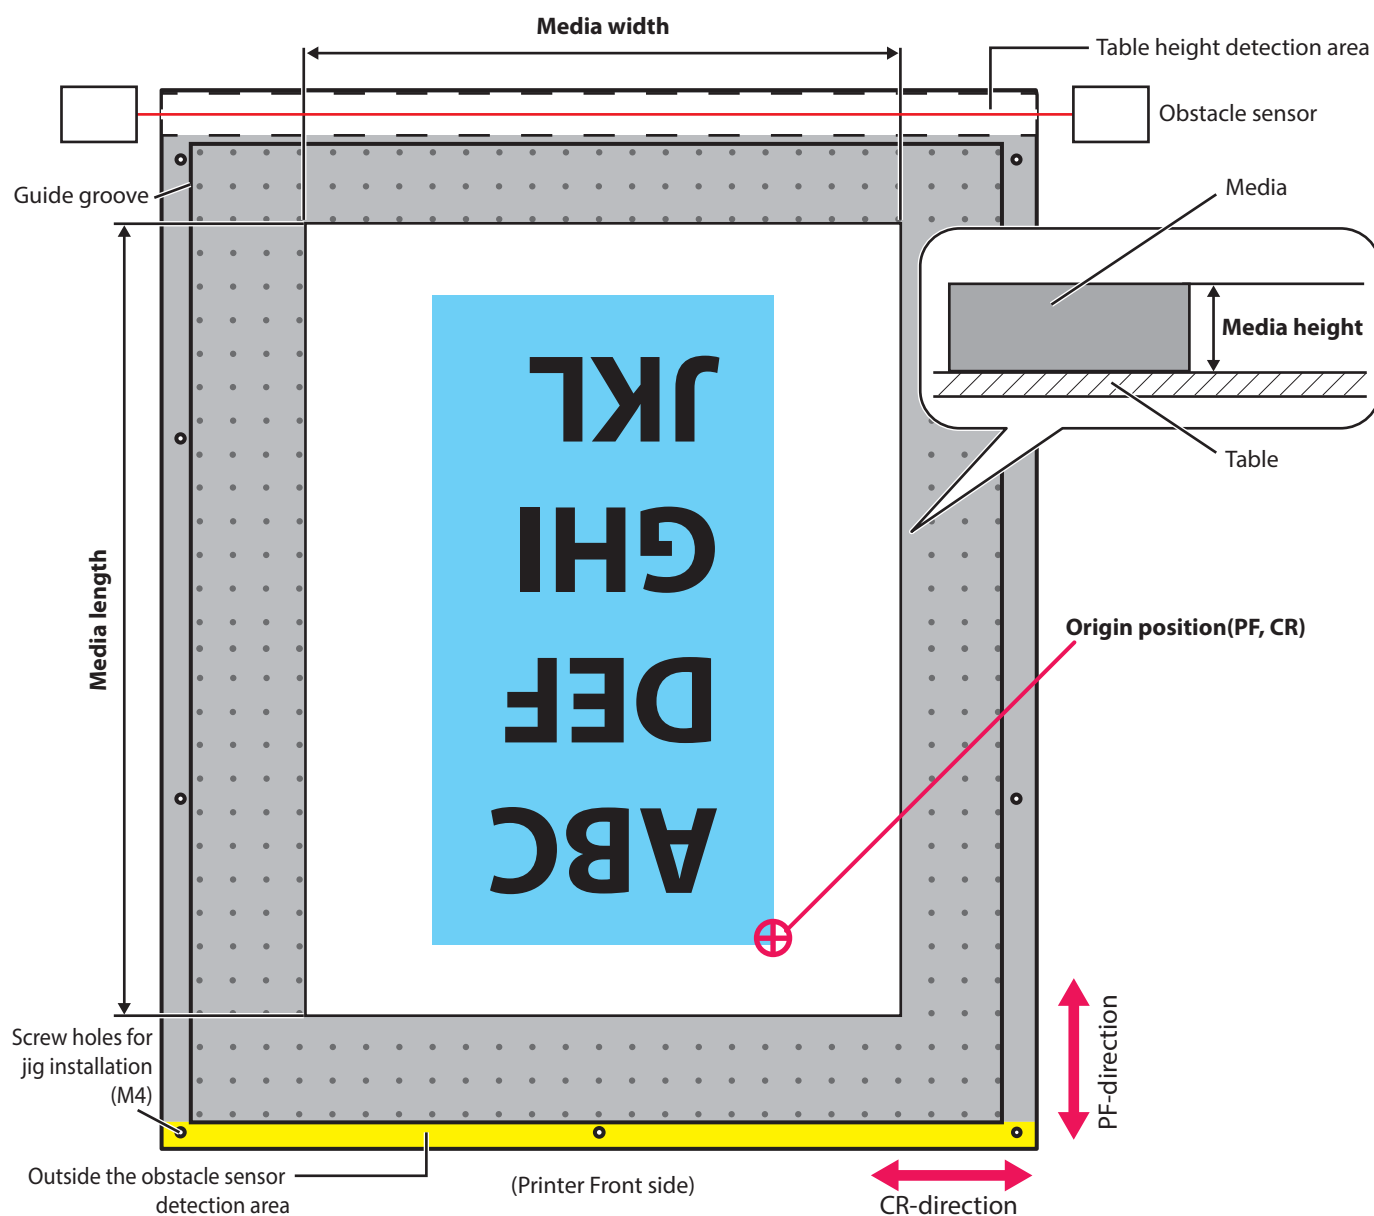 Media width
Table height detection area
Obstacle sensor
Guide groove
Media
Media height
Table
JKL
GHI
DEF
ABC
Media length
Origin position(PF, CR)
Screw holes for
jig installation
(M4)
PF-direction
Outside the obstacle sensor
detection area
(Printer Front side)
CR-direction